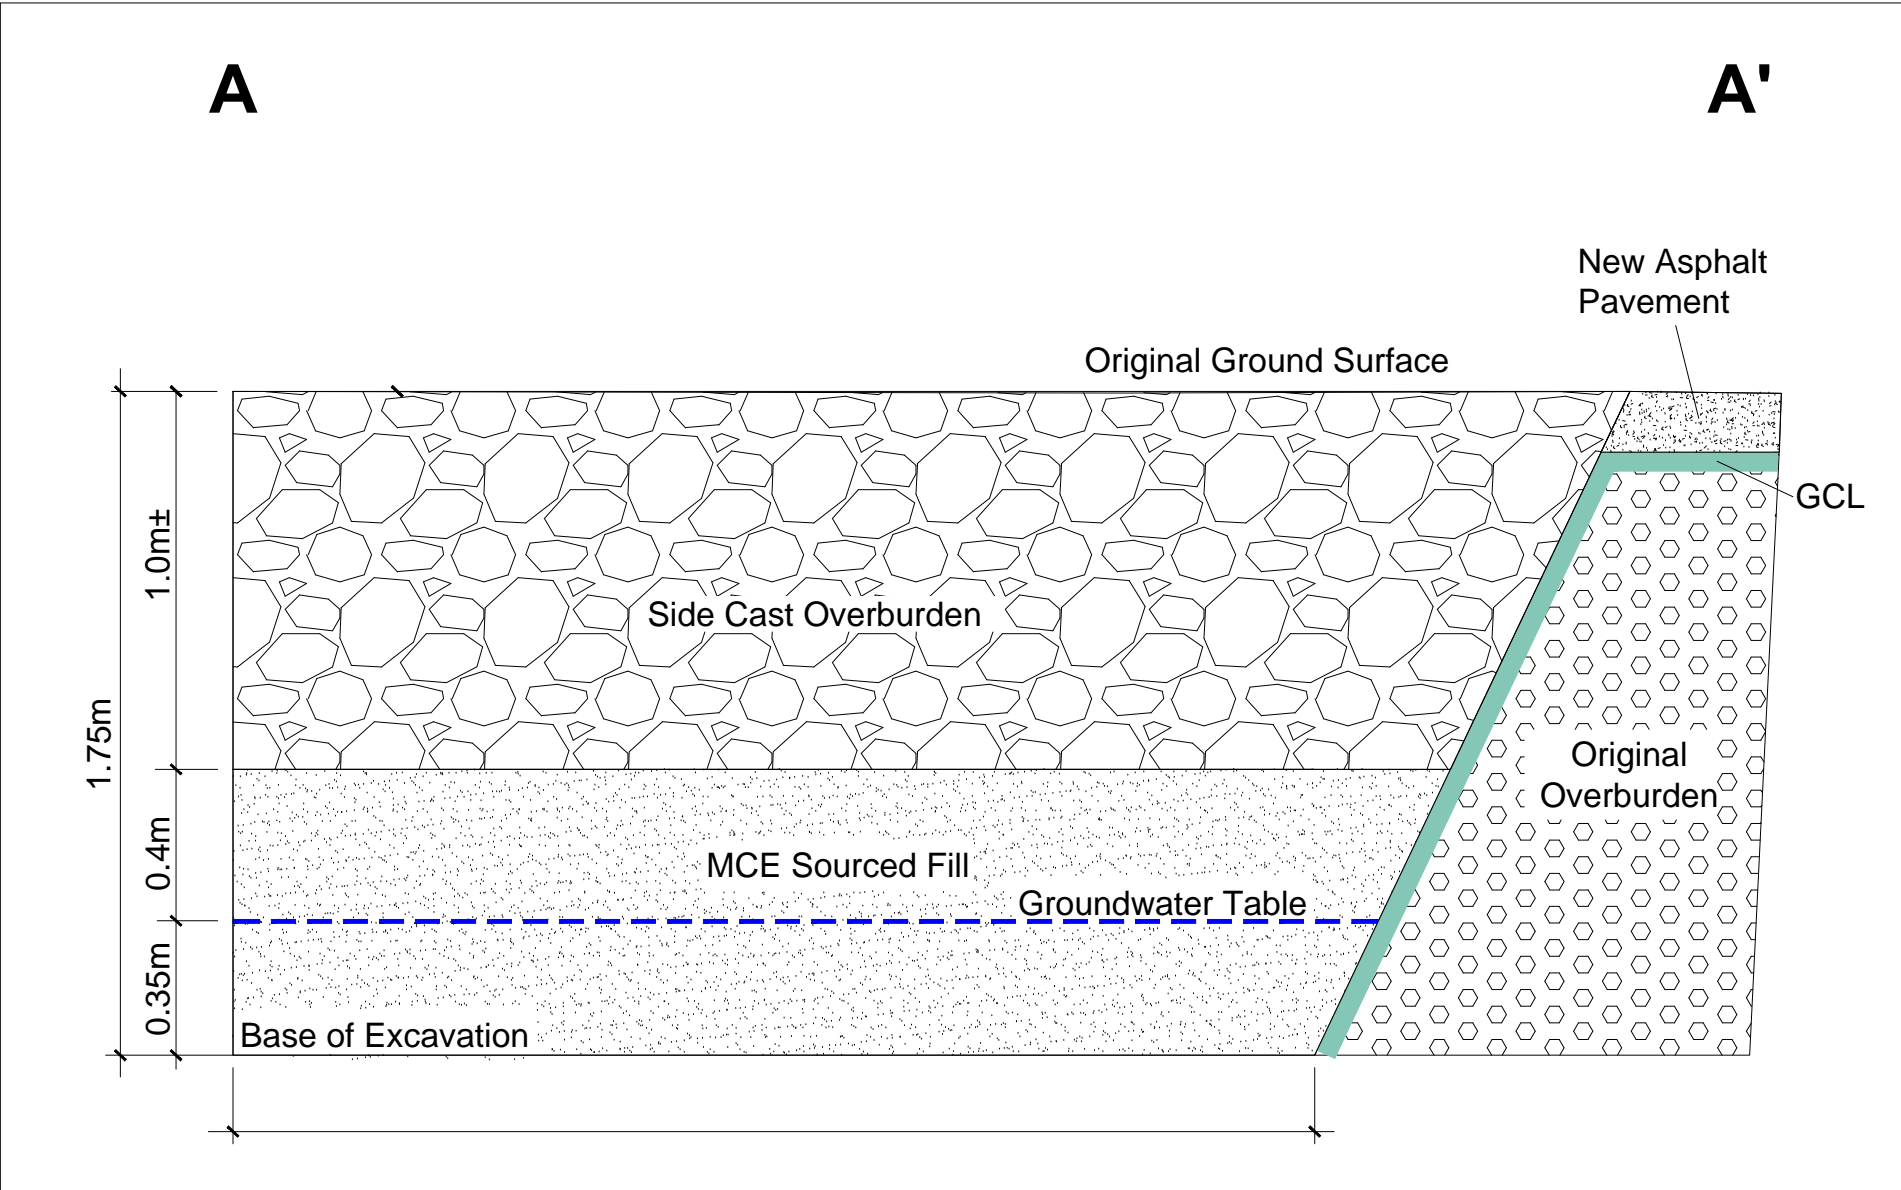 A
A'
New Asphalt
Pavement
Original Ground Surface
GCL
1.0m±
Side Cast Overburden
1.75m
Original
Overburden
0.4m
MCE Sourced Fill
Groundwater Table
0.35m
Base of Excavation